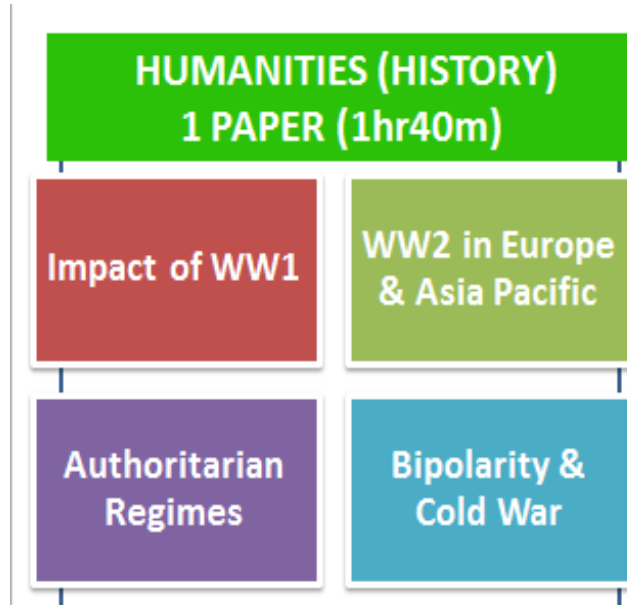 HUMANITIES (HISTORY)
1 PAPER (1hr40m)
Impact of WW1
WW2 in Europe
& Asia Pacific
Authoritarian
Regimes
Bipolarity &
Cold War